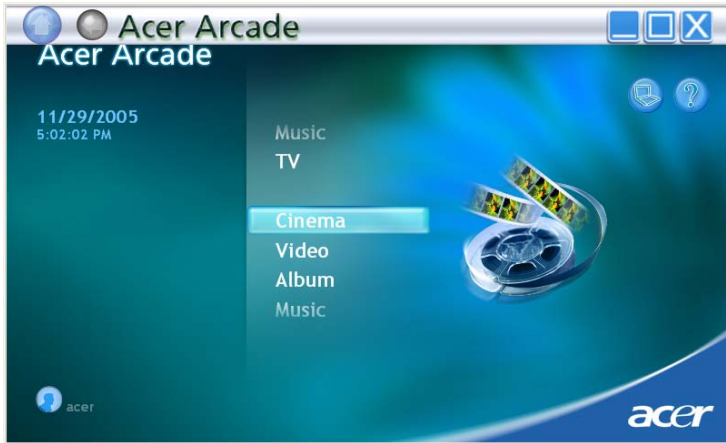 Acer Arcade
Acer Arcade
11/29/2005
5:02:02 PM
Music
TV
Cinema
Video
Album
Music
acer
acer